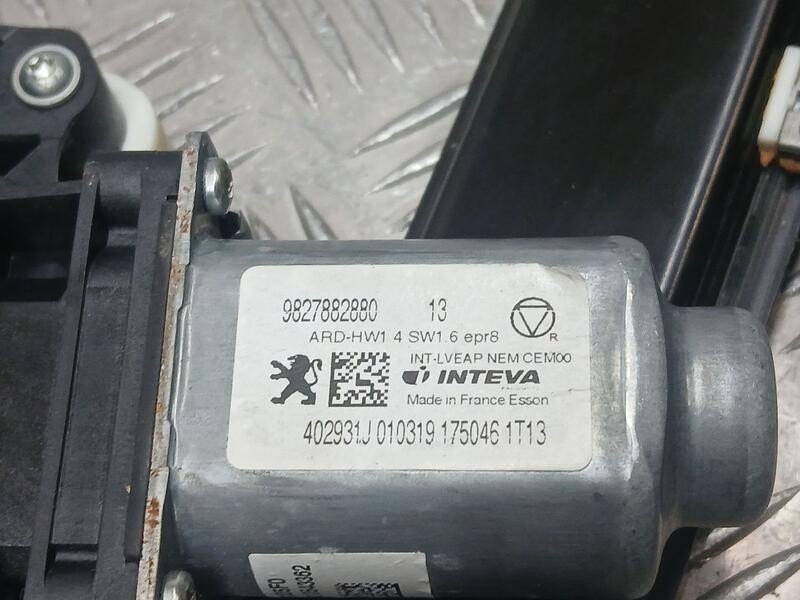 9827882880 13
ARD-HW1.4 SW1.6 epr8 R
INT-LVEAP NEM CEM00
INTEVA
Made in France Esson
402931J 010319 175046 1T13